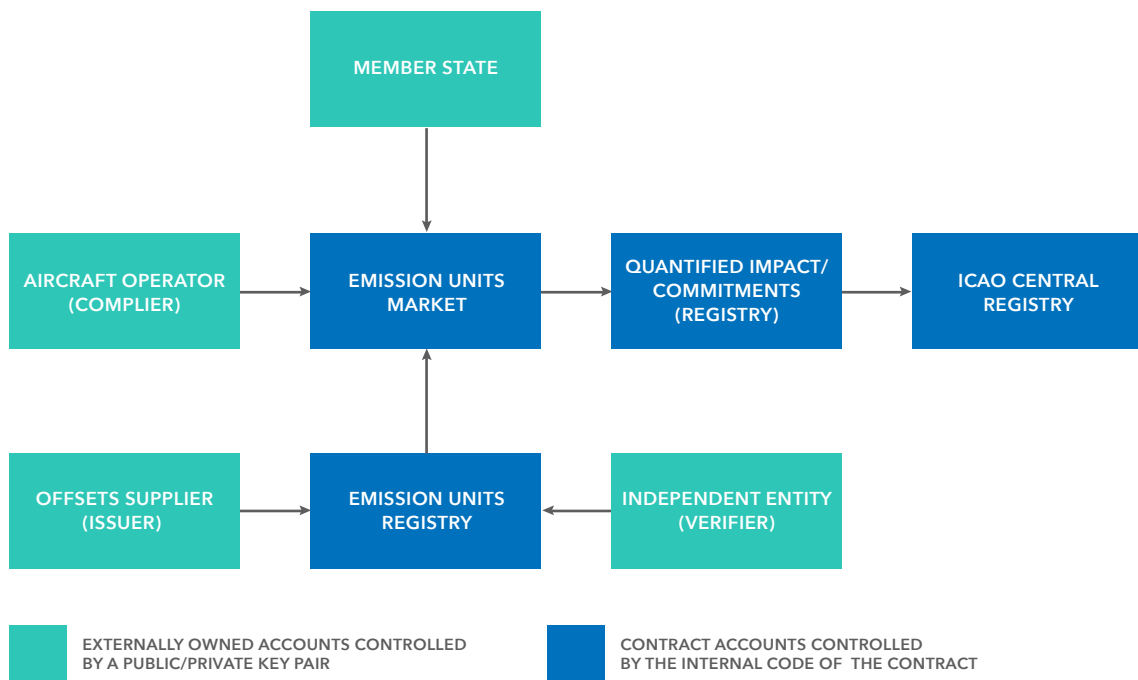 MEMBER STATE
AIRCRAFT OPERATOR
(COMPLIER)
EMISSION UNITS
MARKET
QUANTIFIED IMPACT/
COMMITMENTS
(REGISTRY)
ICAO CENTRAL
REGISTRY
OFFSETS SUPPLIER
(ISSUER)
EMISSION UNITS
REGISTRY
INDEPENDENT ENTITY
(VERIFIER)
EXTERNALLY OWNED ACCOUNTS CONTROLLED
BY A PUBLIC/PRIVATE KEY PAIR
CONTRACT ACCOUNTS CONTROLLED
BY THE INTERNAL CODE OF THE CONTRACT